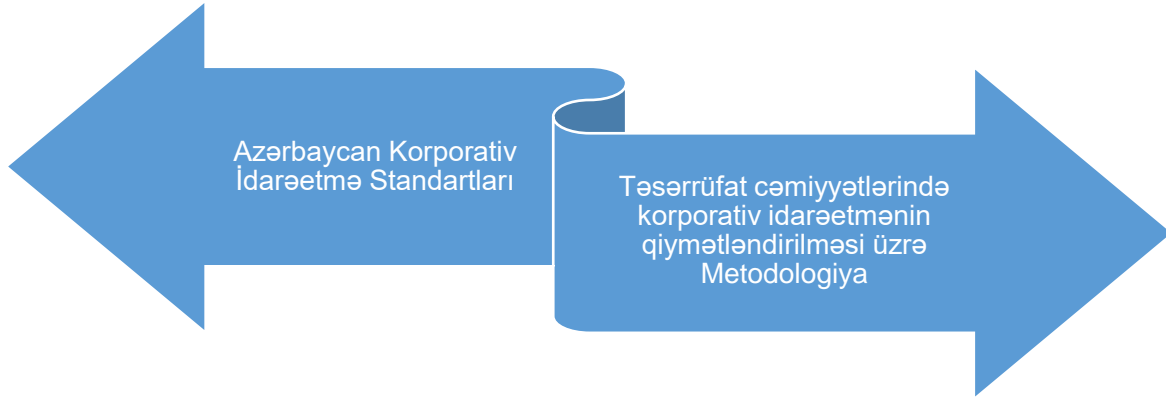 Azərbaycan Korporativ
İdarəetmə Standartları
Təsərrüfat cəmiyyətlərində
korporativ idarəetmənin
qiymətləndirilməsi üzrə
Metodologiya